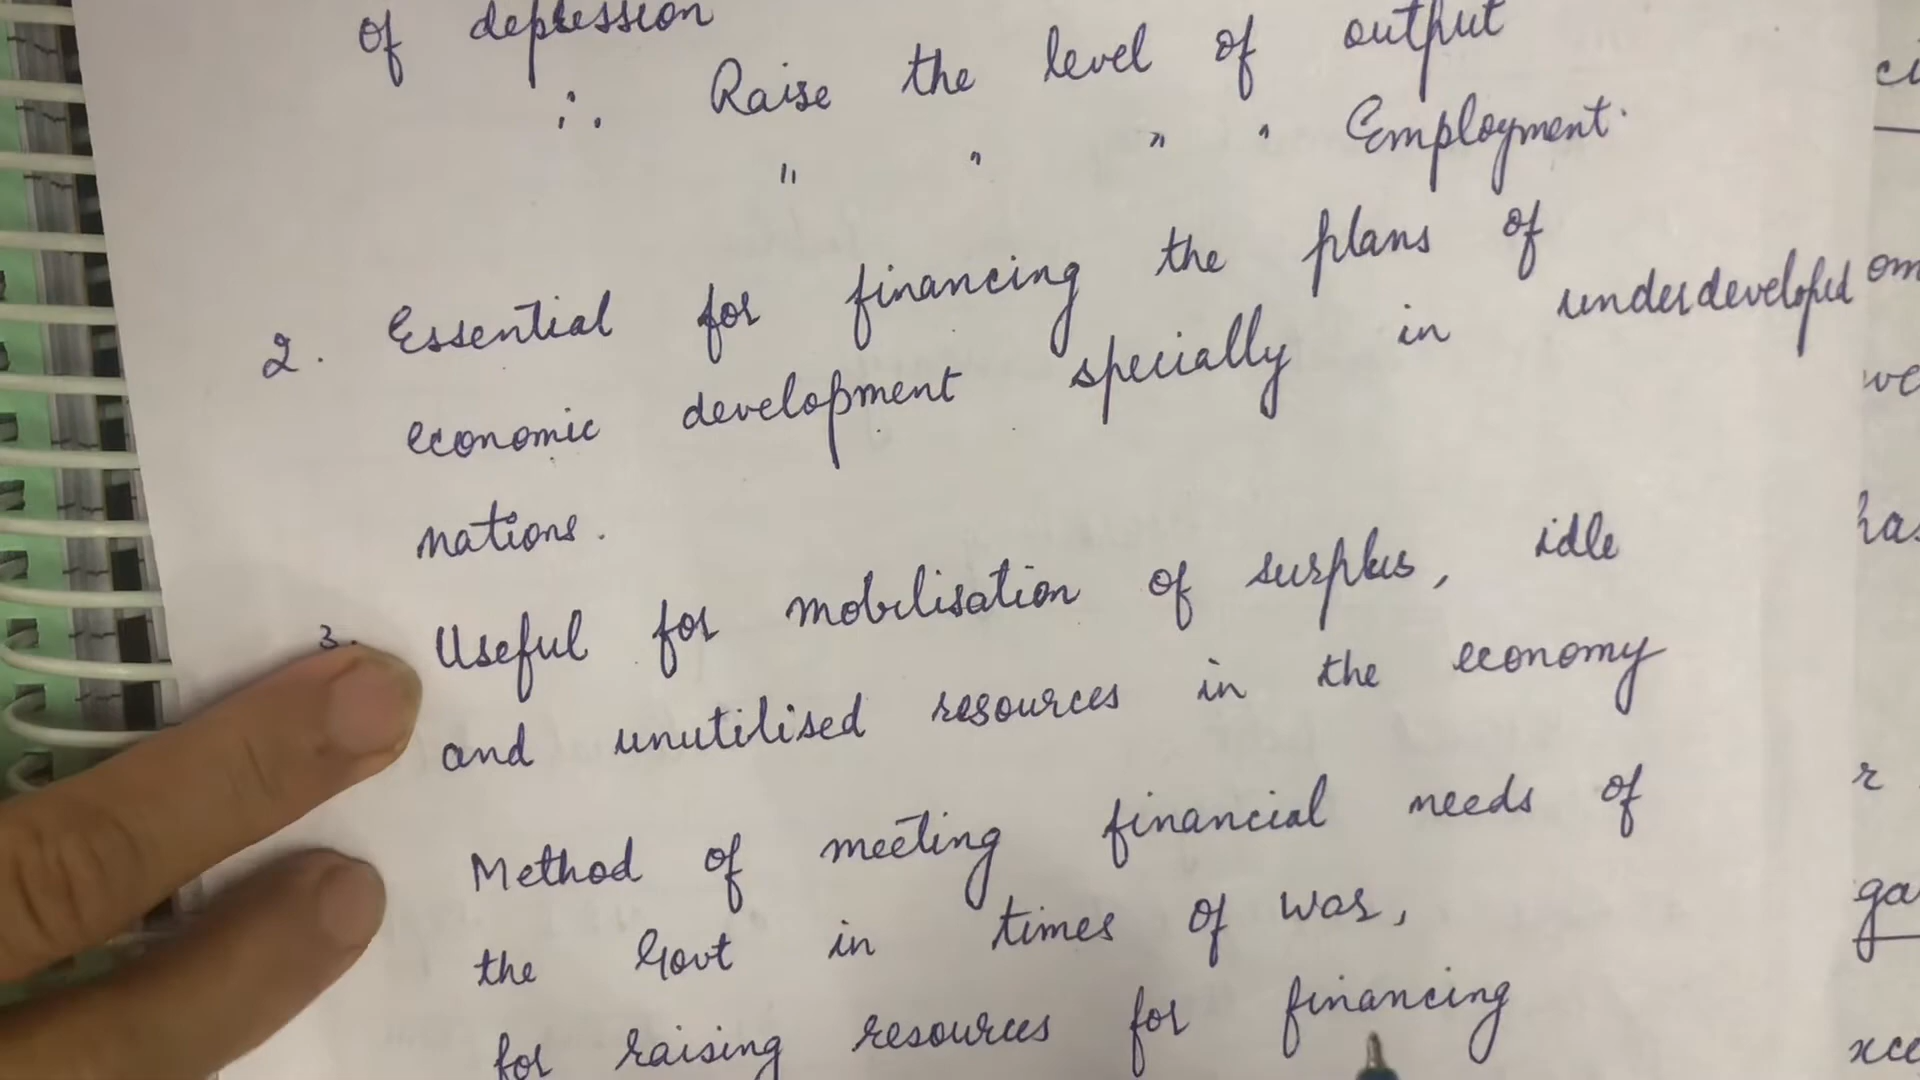 of depression
∴ Raise the level of output
" " " " Employment.
2. Essential for financing the plans of
economic development specially in underdeveloped
nations.
3. Useful for mobilisation of surplus, idle
and unutilised resources in the economy
Method of meeting financial needs of
the Govt in times of war,
for raising resources for financing